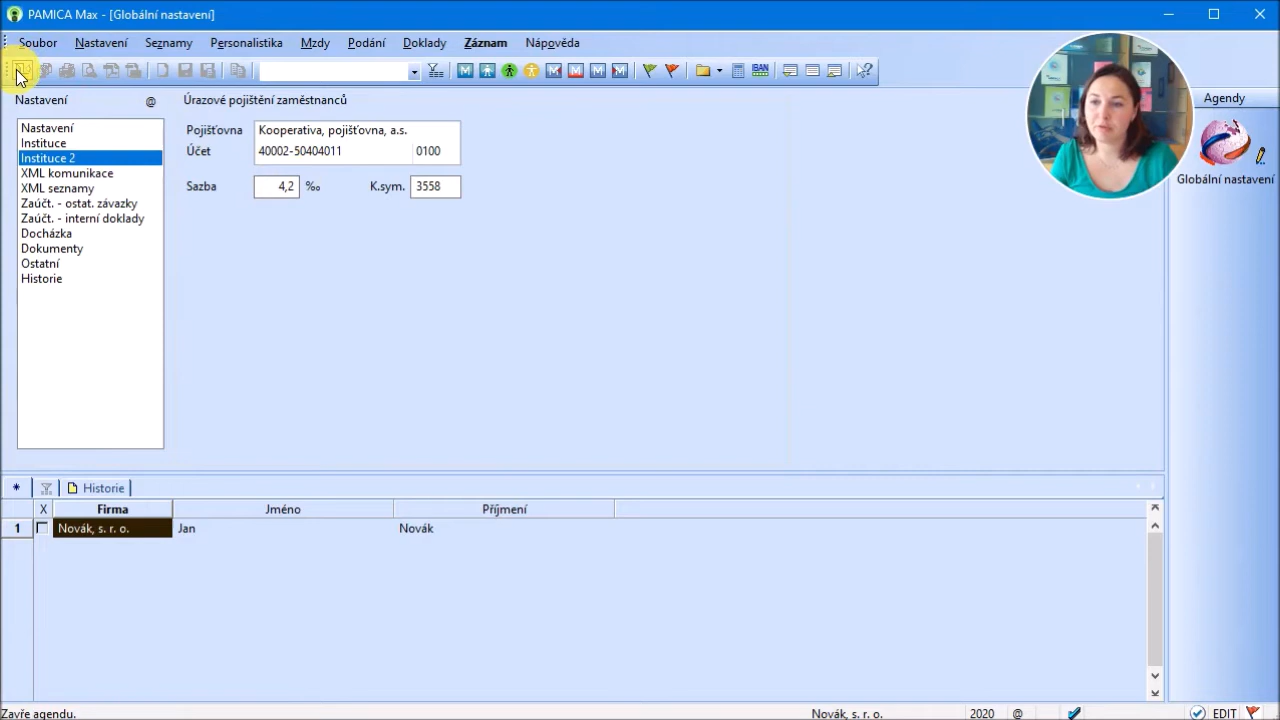 PAMICA Max - [Globální nastavení]
Soubor Nastavení Seznamy Personalistika Mzdy Podání Doklady Záznam Nápověda
IBAN
Nastavení @
Nastavení
Instituce
Instituce 2
XML komunikace
XML seznamy
Zaúčt. - ostat. závazky
Zaúčt. - interní doklady
Docházka
Dokumenty
Ostatní
Historie
Úrazové pojištění zaměstnanců
Pojišťovna Kooperativa, pojišťovna, a.s.
Účet 40002-50404011 0100
Sazba 4,2 ‰ K.sym. 3558
Agendy
Globální nastavení
* Historie
X Firma Jméno Příjmení
1 Novák, s. r. o. Jan Novák
Zavře agendu. Novák, s. r. o. 2020 @ EDIT